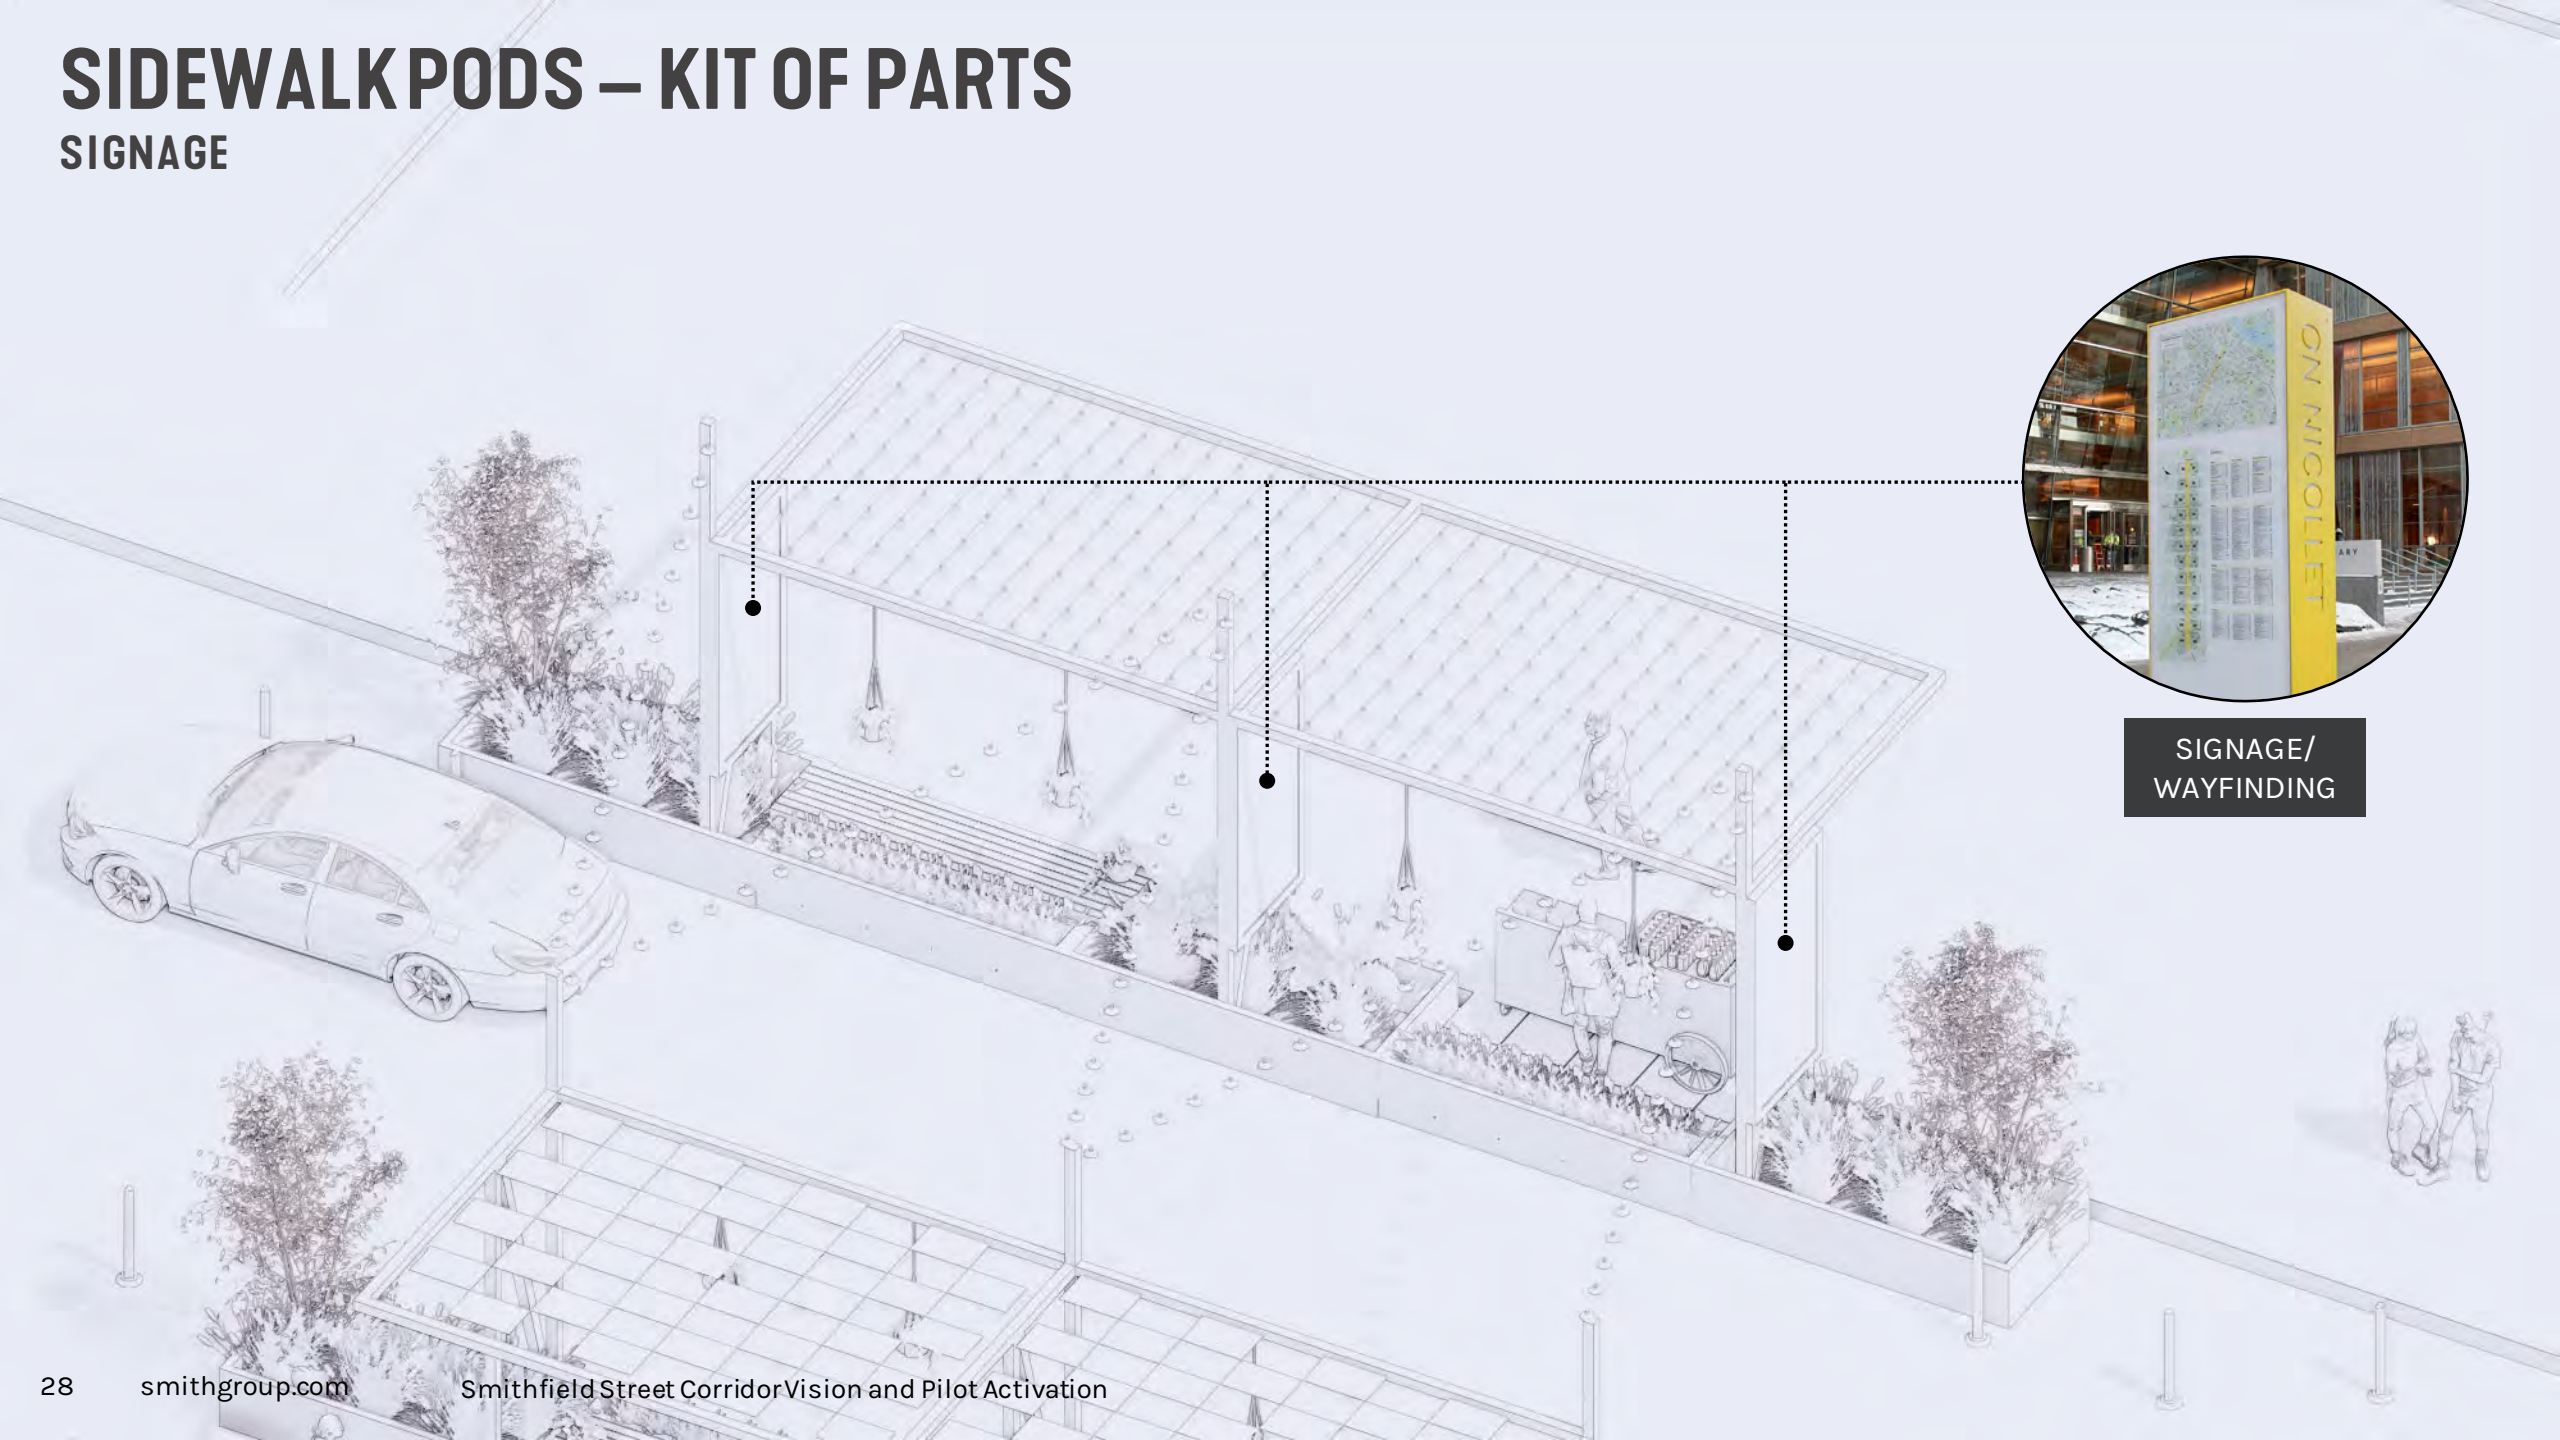 SIDEWALK PODS – KIT OF PARTS
SIGNAGE
ON NICOLLET
ARY
SIGNAGE/
WAYFINDING
28
smithgroup.com
Smithfield Street Corridor Vision and Pilot Activation